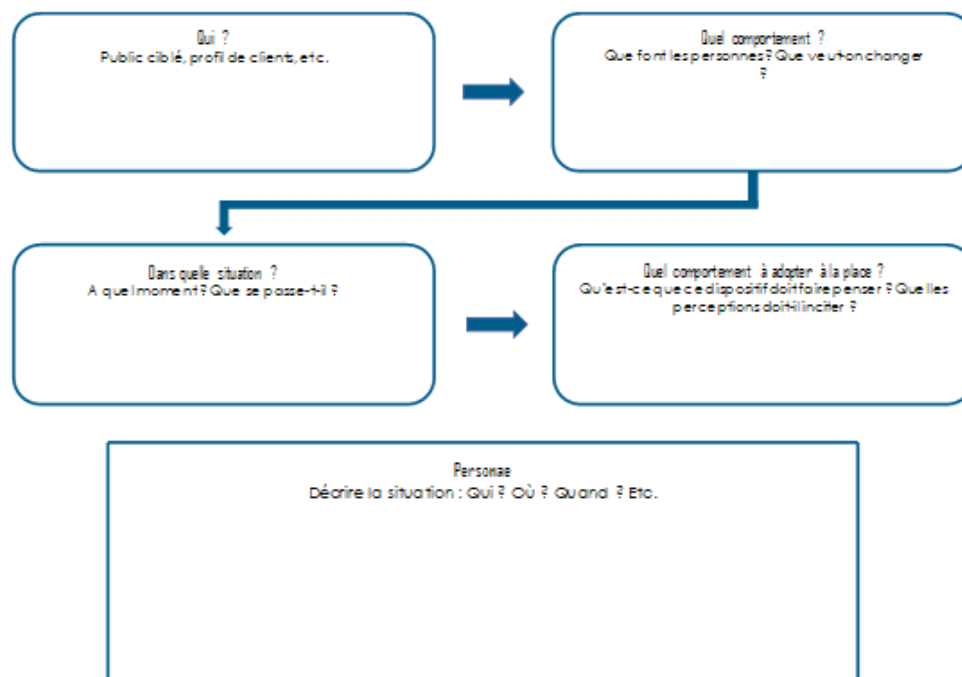 Qui ?
Public ciblé, profil de clients, etc.
Quel comportement ?
Que font les personnes ? Que veut-on changer
?
Dans quelle situation ?
A quel moment ? Que se passe-t-il ?
Quel comportement à adopter à la place ?
Qu'est-ce que ce dispositif doit faire penser ? Quelles
perceptions doit-il inciter ?
Personae
Décrire la situation : Qui ? Où ? Quand ? Etc.